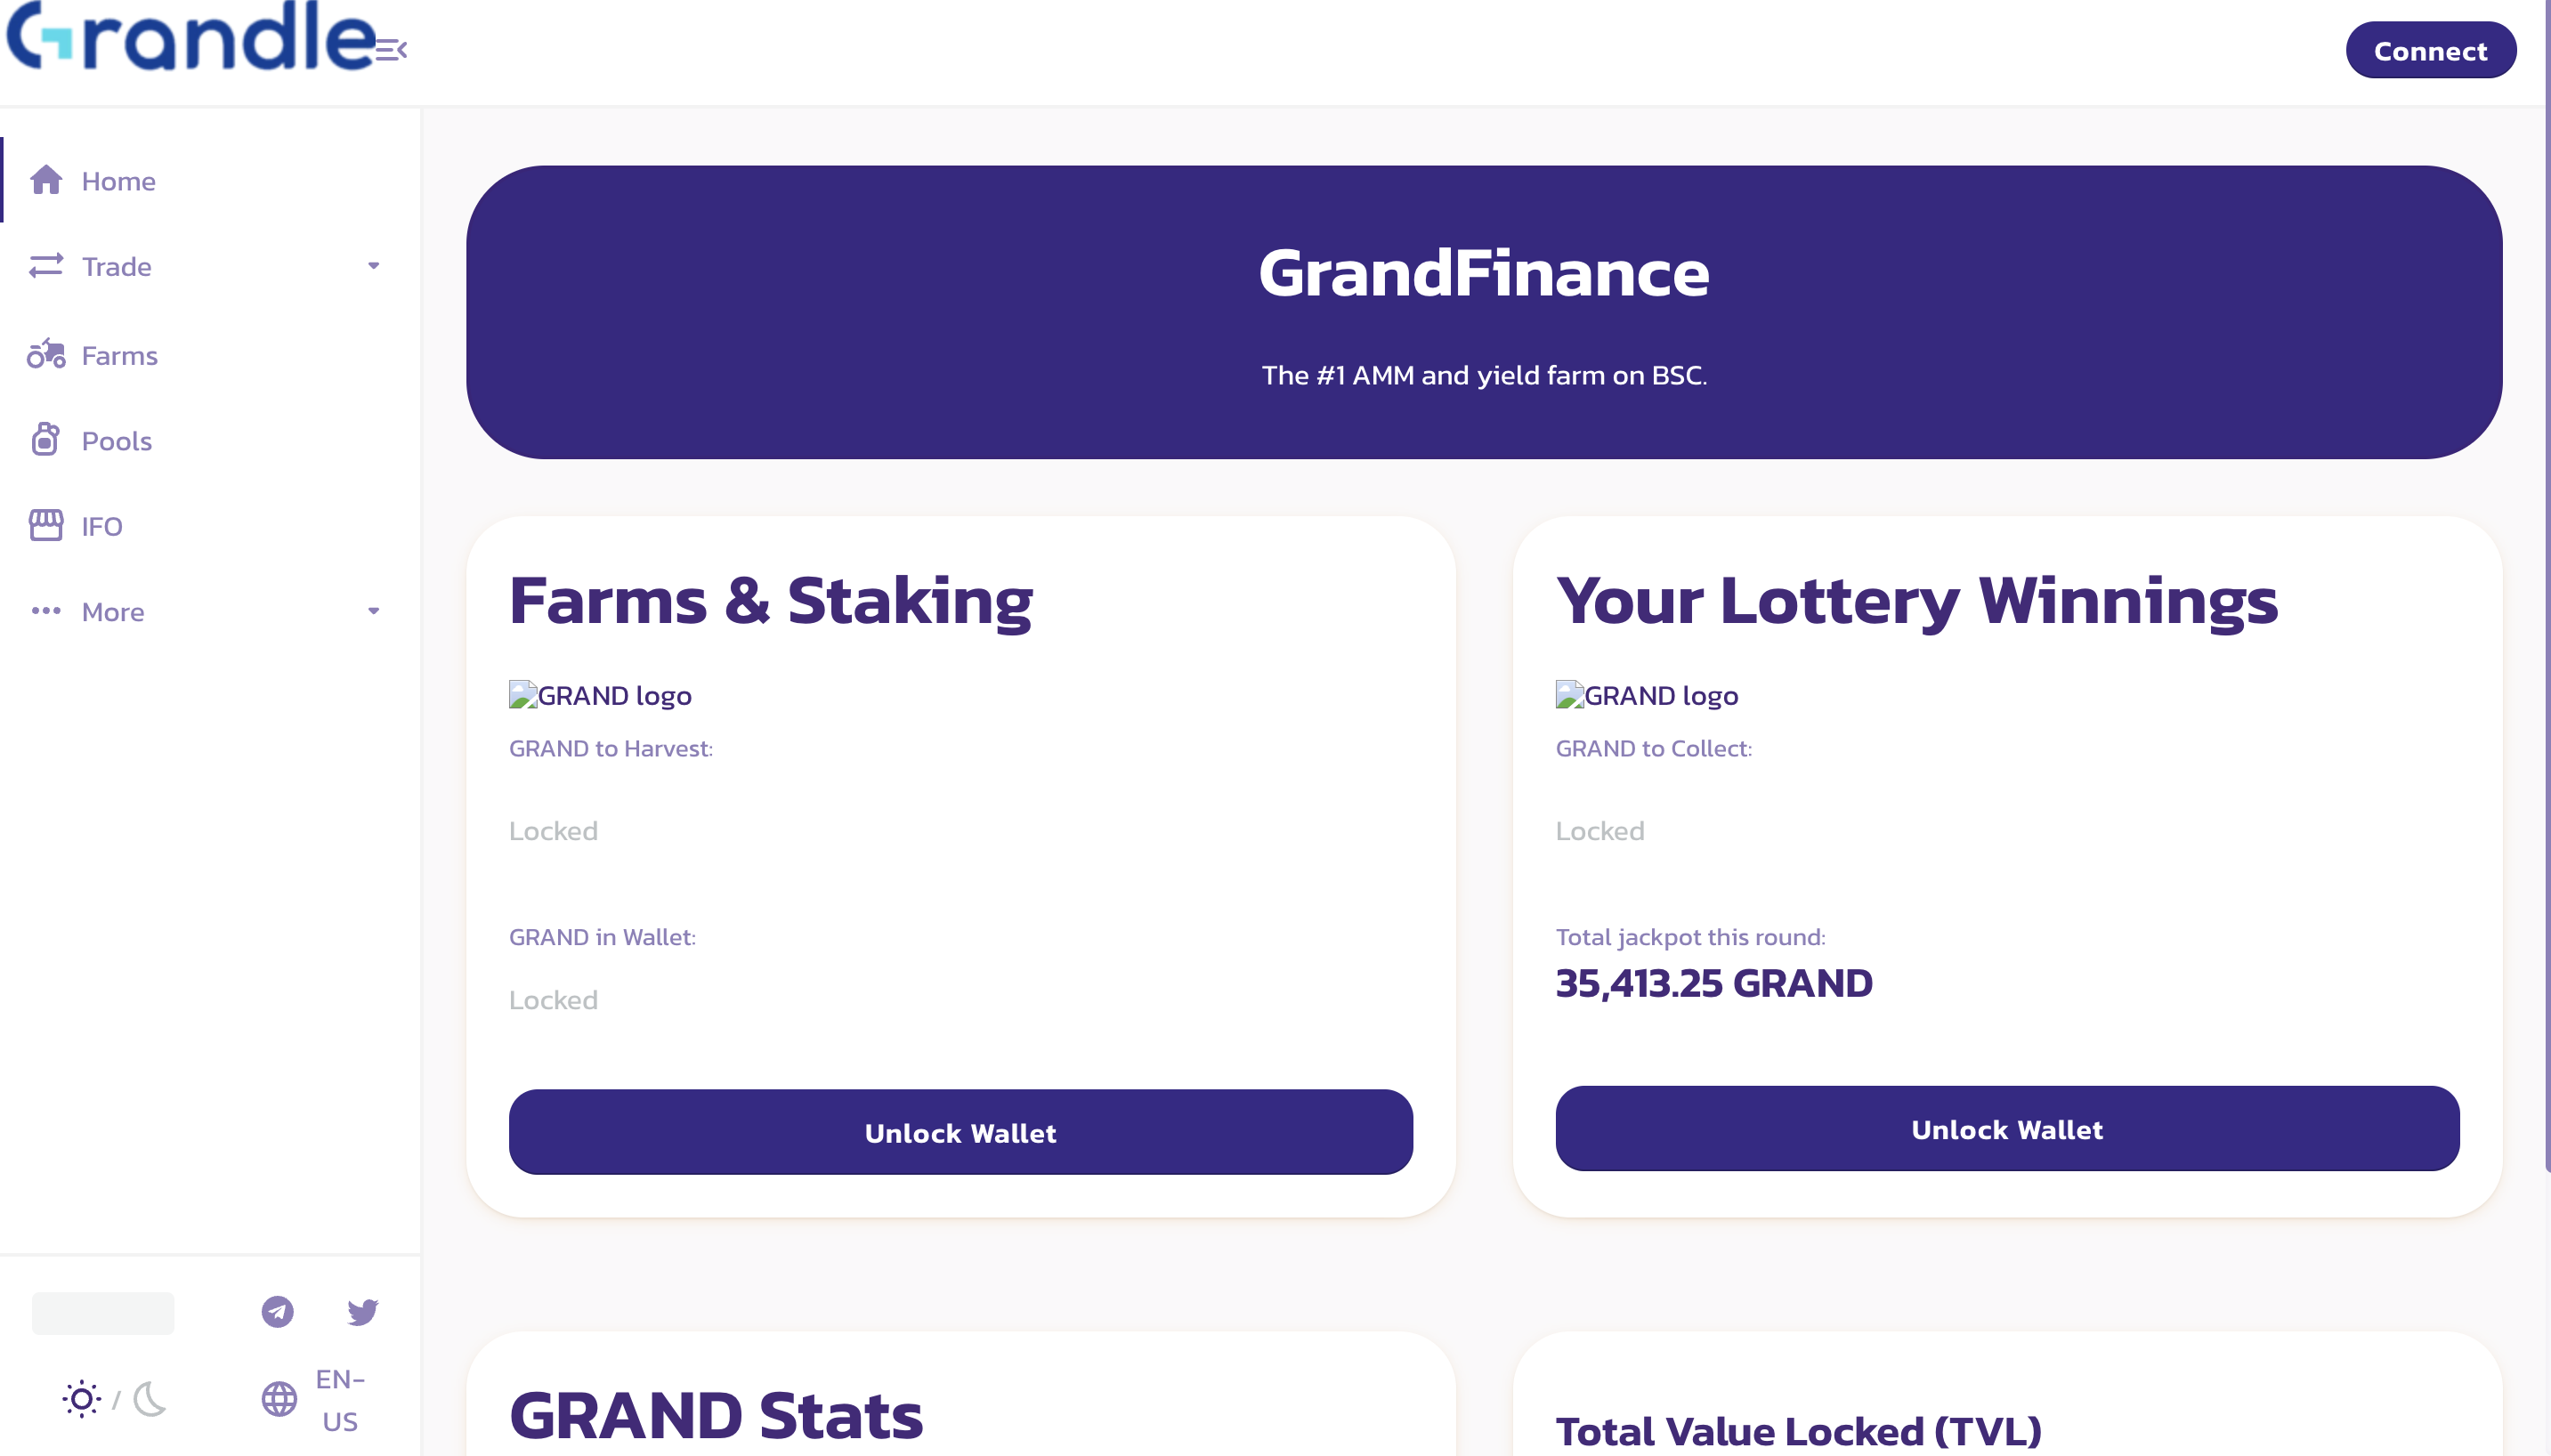 Grandle
Connect
Home
Trade
Farms
Pools
IFO
More
GrandFinance
The #1 AMM and yield farm on BSC.
Farms & Staking
GRAND logo
GRAND to Harvest:
Locked
GRAND in Wallet:
Locked
Unlock Wallet
Your Lottery Winnings
GRAND logo
GRAND to Collect:
Locked
Total jackpot this round:
35,413.25 GRAND
Unlock Wallet
GRAND Stats
Total Value Locked (TVL)
/
EN-
US